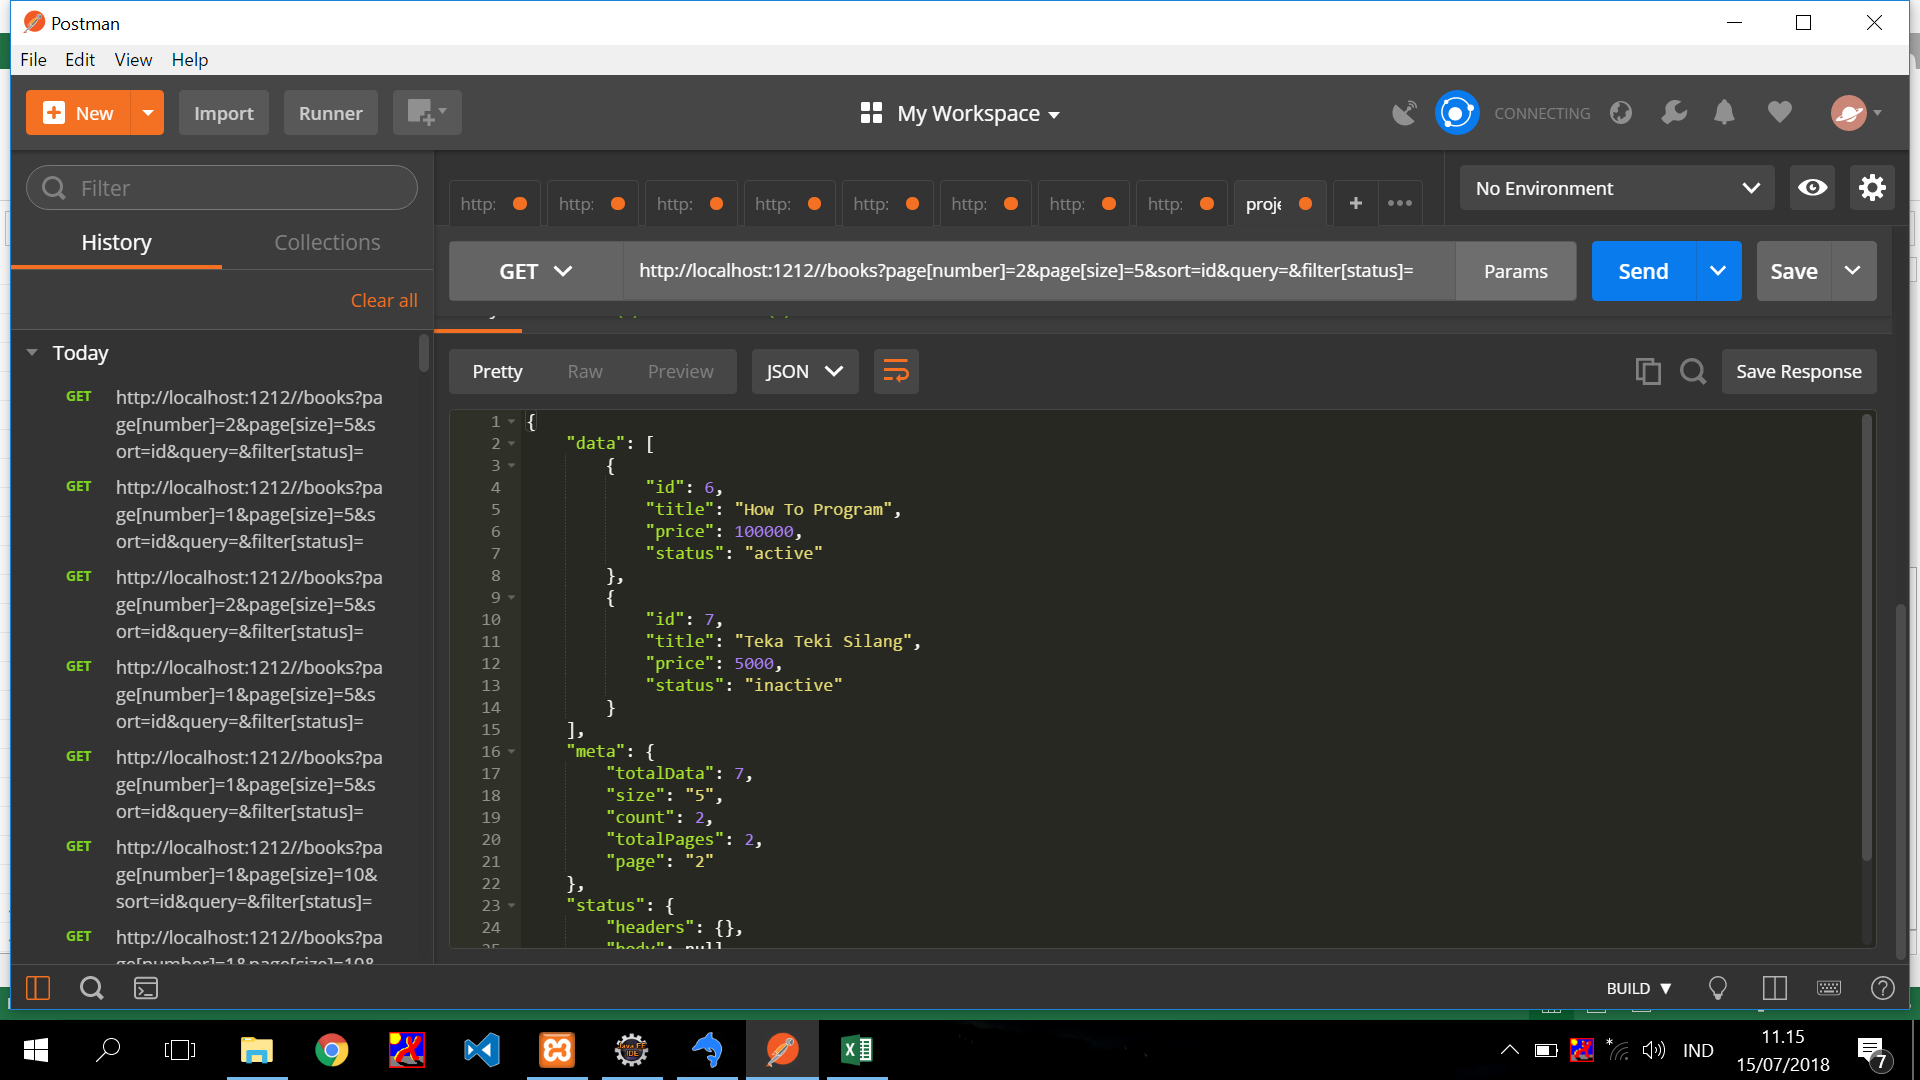 Postman
File Edit View Help
New Import Runner My Workspace CONNECTING
Filter
http: http: http: http: http: http: http: http: proje + No Environment
History Collections
GET http://localhost:1212//books?page[number]=2&page[size]=5&sort=id&query=&filter[status]= Params Send Save
Clear all
Today
GET http://localhost:1212//books?pa
ge[number]=2&page[size]=5&s
ort=id&query=&filter[status]=
GET http://localhost:1212//books?pa
ge[number]=1&page[size]=5&s
ort=id&query=&filter[status]=
GET http://localhost:1212//books?pa
ge[number]=2&page[size]=5&s
ort=id&query=&filter[status]=
GET http://localhost:1212//books?pa
ge[number]=1&page[size]=5&s
ort=id&query=&filter[status]=
GET http://localhost:1212//books?pa
ge[number]=1&page[size]=5&s
ort=id&query=&filter[status]=
GET http://localhost:1212//books?pa
ge[number]=1&page[size]=10&
sort=id&query=&filter[status]=
GET http://localhost:1212//books?pa
ge[number]=1&page[size]=10&
Pretty Raw Preview JSON Save Response
1 {
2 "data": [
3 {
4 "id": 6,
5 "title": "How To Program",
6 "price": 100000,
7 "status": "active"
8 },
9 {
10 "id": 7,
11 "title": "Teka Teki Silang",
12 "price": 5000,
13 "status": "inactive"
14 }
15 ],
16 "meta": {
17 "totalData": 7,
18 "size": "5",
19 "count": 2,
20 "totalPages": 2,
21 "page": "2"
22 },
23 "status": {
24 "headers": {},
25 "body": null
BUILD
IND 11.15
15/07/2018 7